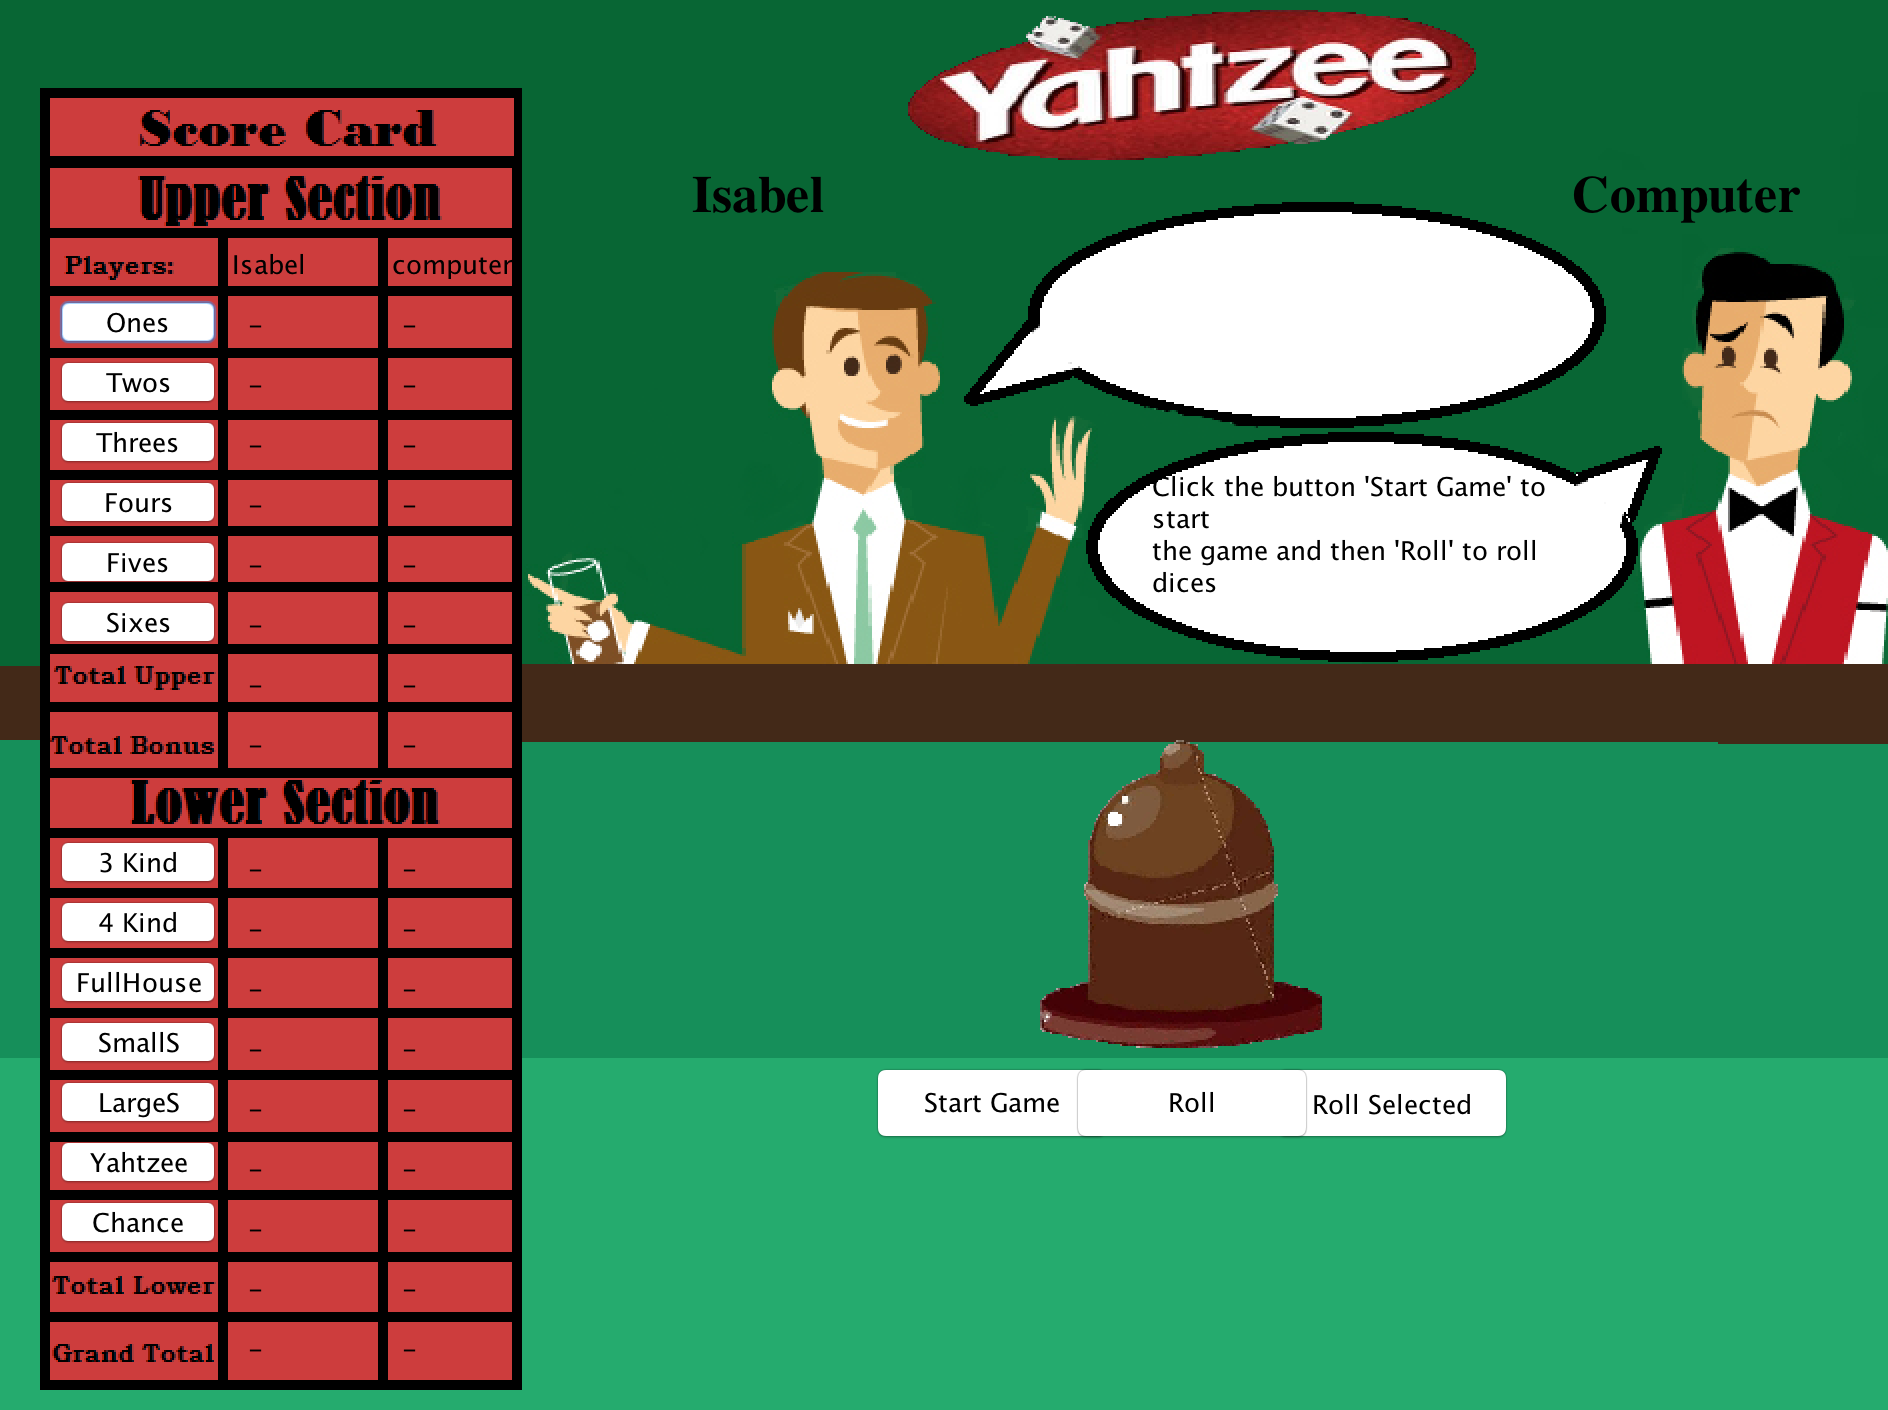 Yahtzee
Score Card
Upper Section
Isabel
Computer
Players: Isabel computer
Ones - -
Twos - -
Threes - -
Fours - -
Fives - -
Sixes - -
Total Upper - -
Total Bonus - -
Click the button 'Start Game' to
start
the game and then 'Roll' to roll
dices
Lower Section
3 Kind - -
4 Kind - -
FullHouse - -
SmallS - -
LargeS - -
Yahtzee - -
Chance - -
Total Lower - -
Grand Total - -
Start Game Roll Roll Selected